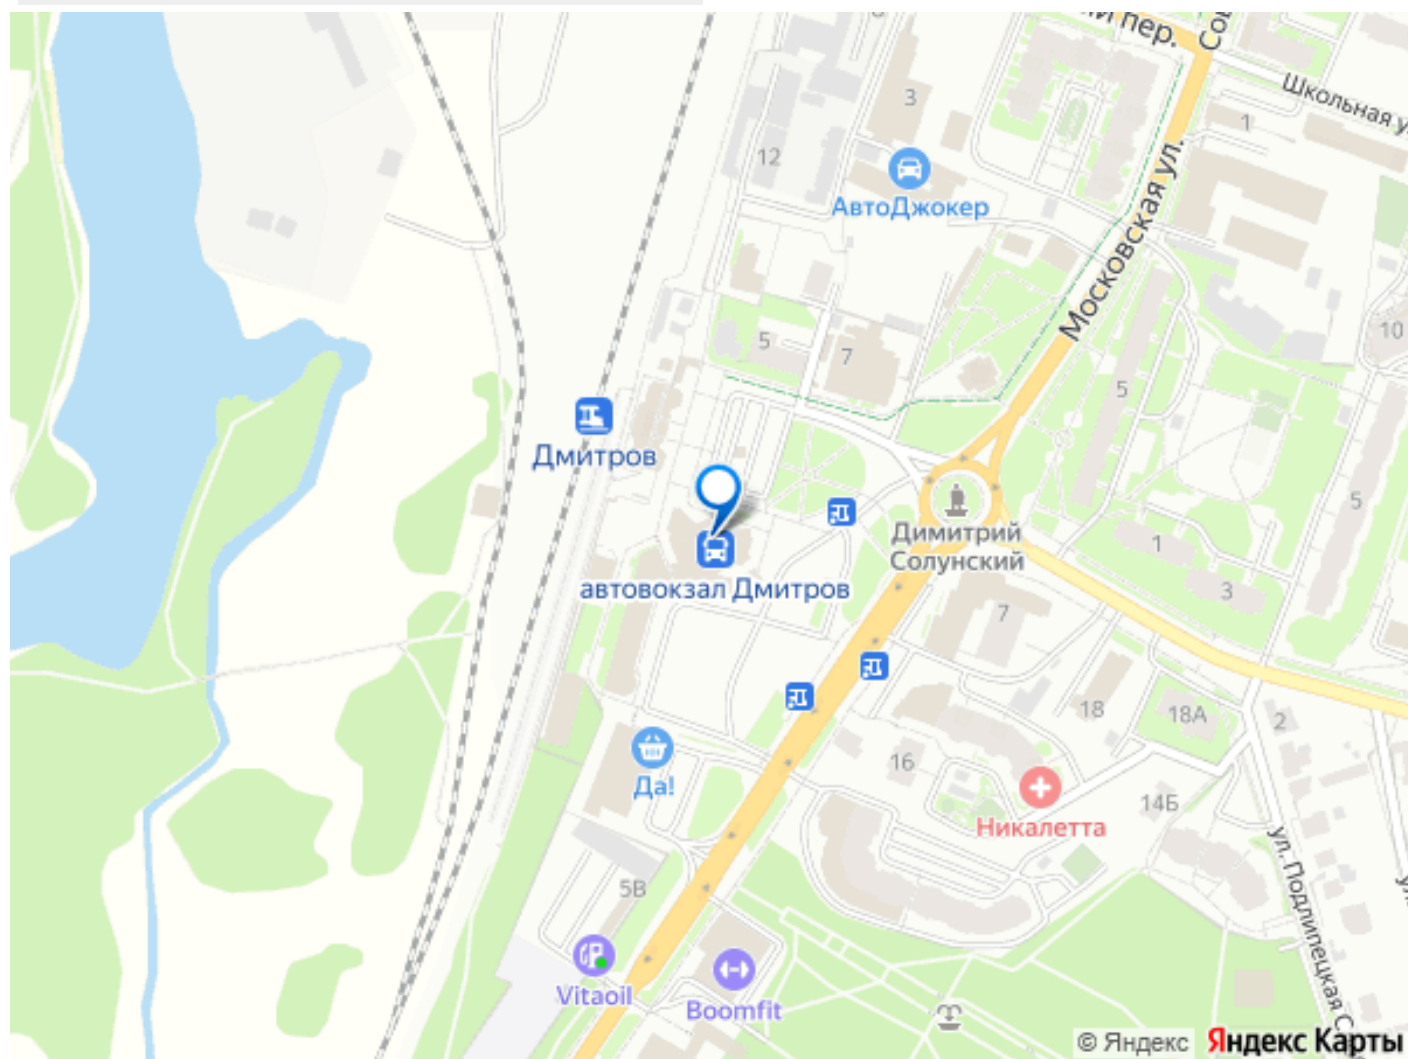 й пер.
Школьная у
3
1
12
АвтоДжокер
Московская ул.
10
5
7
5
Дмитров
5
Димитрий
Солунский
1
автовокзал Дмитров
3
7
18
18А
2
16
Да!
14Б
Никалетта
ул. Подлипецкая С
5В
Vitaoil
Boomfit
© Яндекс
Яндекс Карты